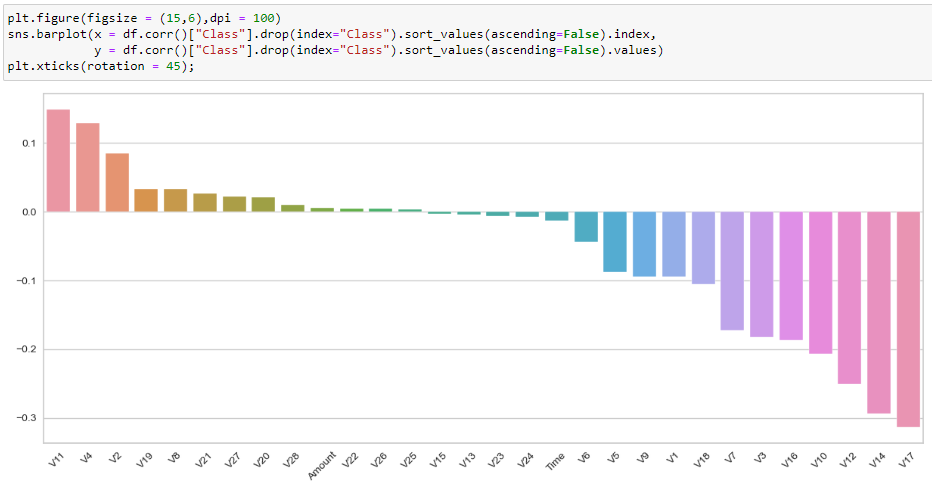 plt.figure(figsize = (15,6),dpi = 100)
sns.barplot(x = df.corr()["Class"].drop(index="Class").sort_values(ascending=False).index,
            y = df.corr()["Class"].drop(index="Class").sort_values(ascending=False).values)
plt.xticks(rotation = 45);
0.1
0.0
−0.1
−0.2
−0.3
V11 V4 V2 V19 V8 V21 V27 V20 V28 Amount V22 V26 V25 V15 V13 V23 V24 Time V6 V5 V9 V1 V18 V7 V3 V16 V10 V12 V14 V17